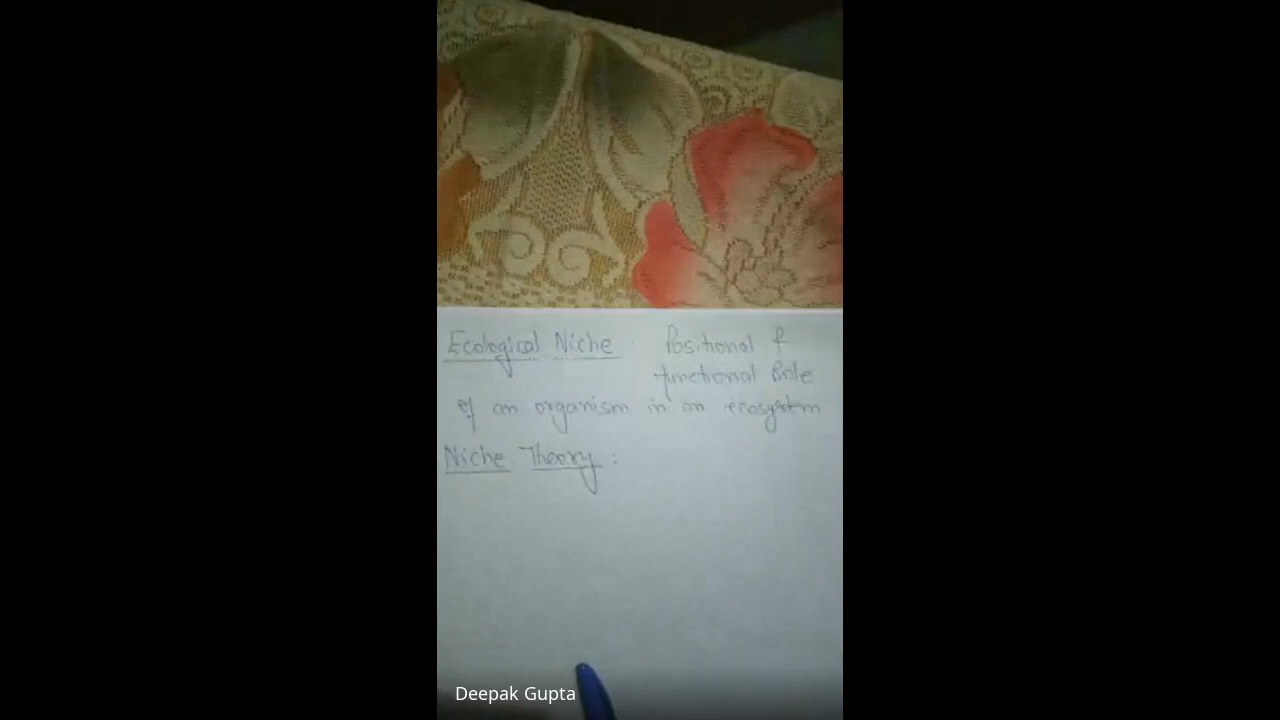 Ecological Niche : Positional &
functional Role
of an organism in an ecosystem
Niche Theory :
Deepak Gupta